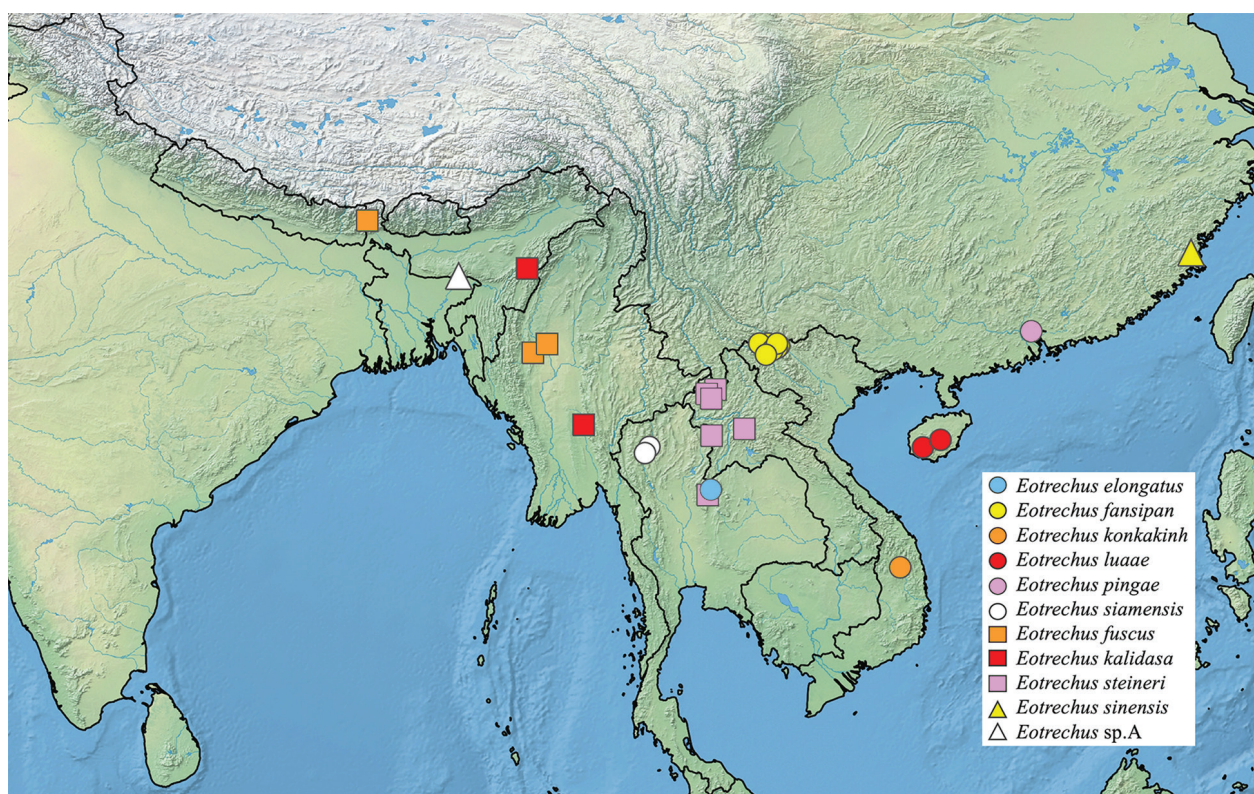 Eotrechus elongatus
Eotrechus fansipan
Eotrechus konkakinh
Eotrechus luaae
Eotrechus pingae
Eotrechus siamensis
Eotrechus fuscus
Eotrechus kalidasa
Eotrechus steineri
Eotrechus sinensis
Eotrechus sp.A